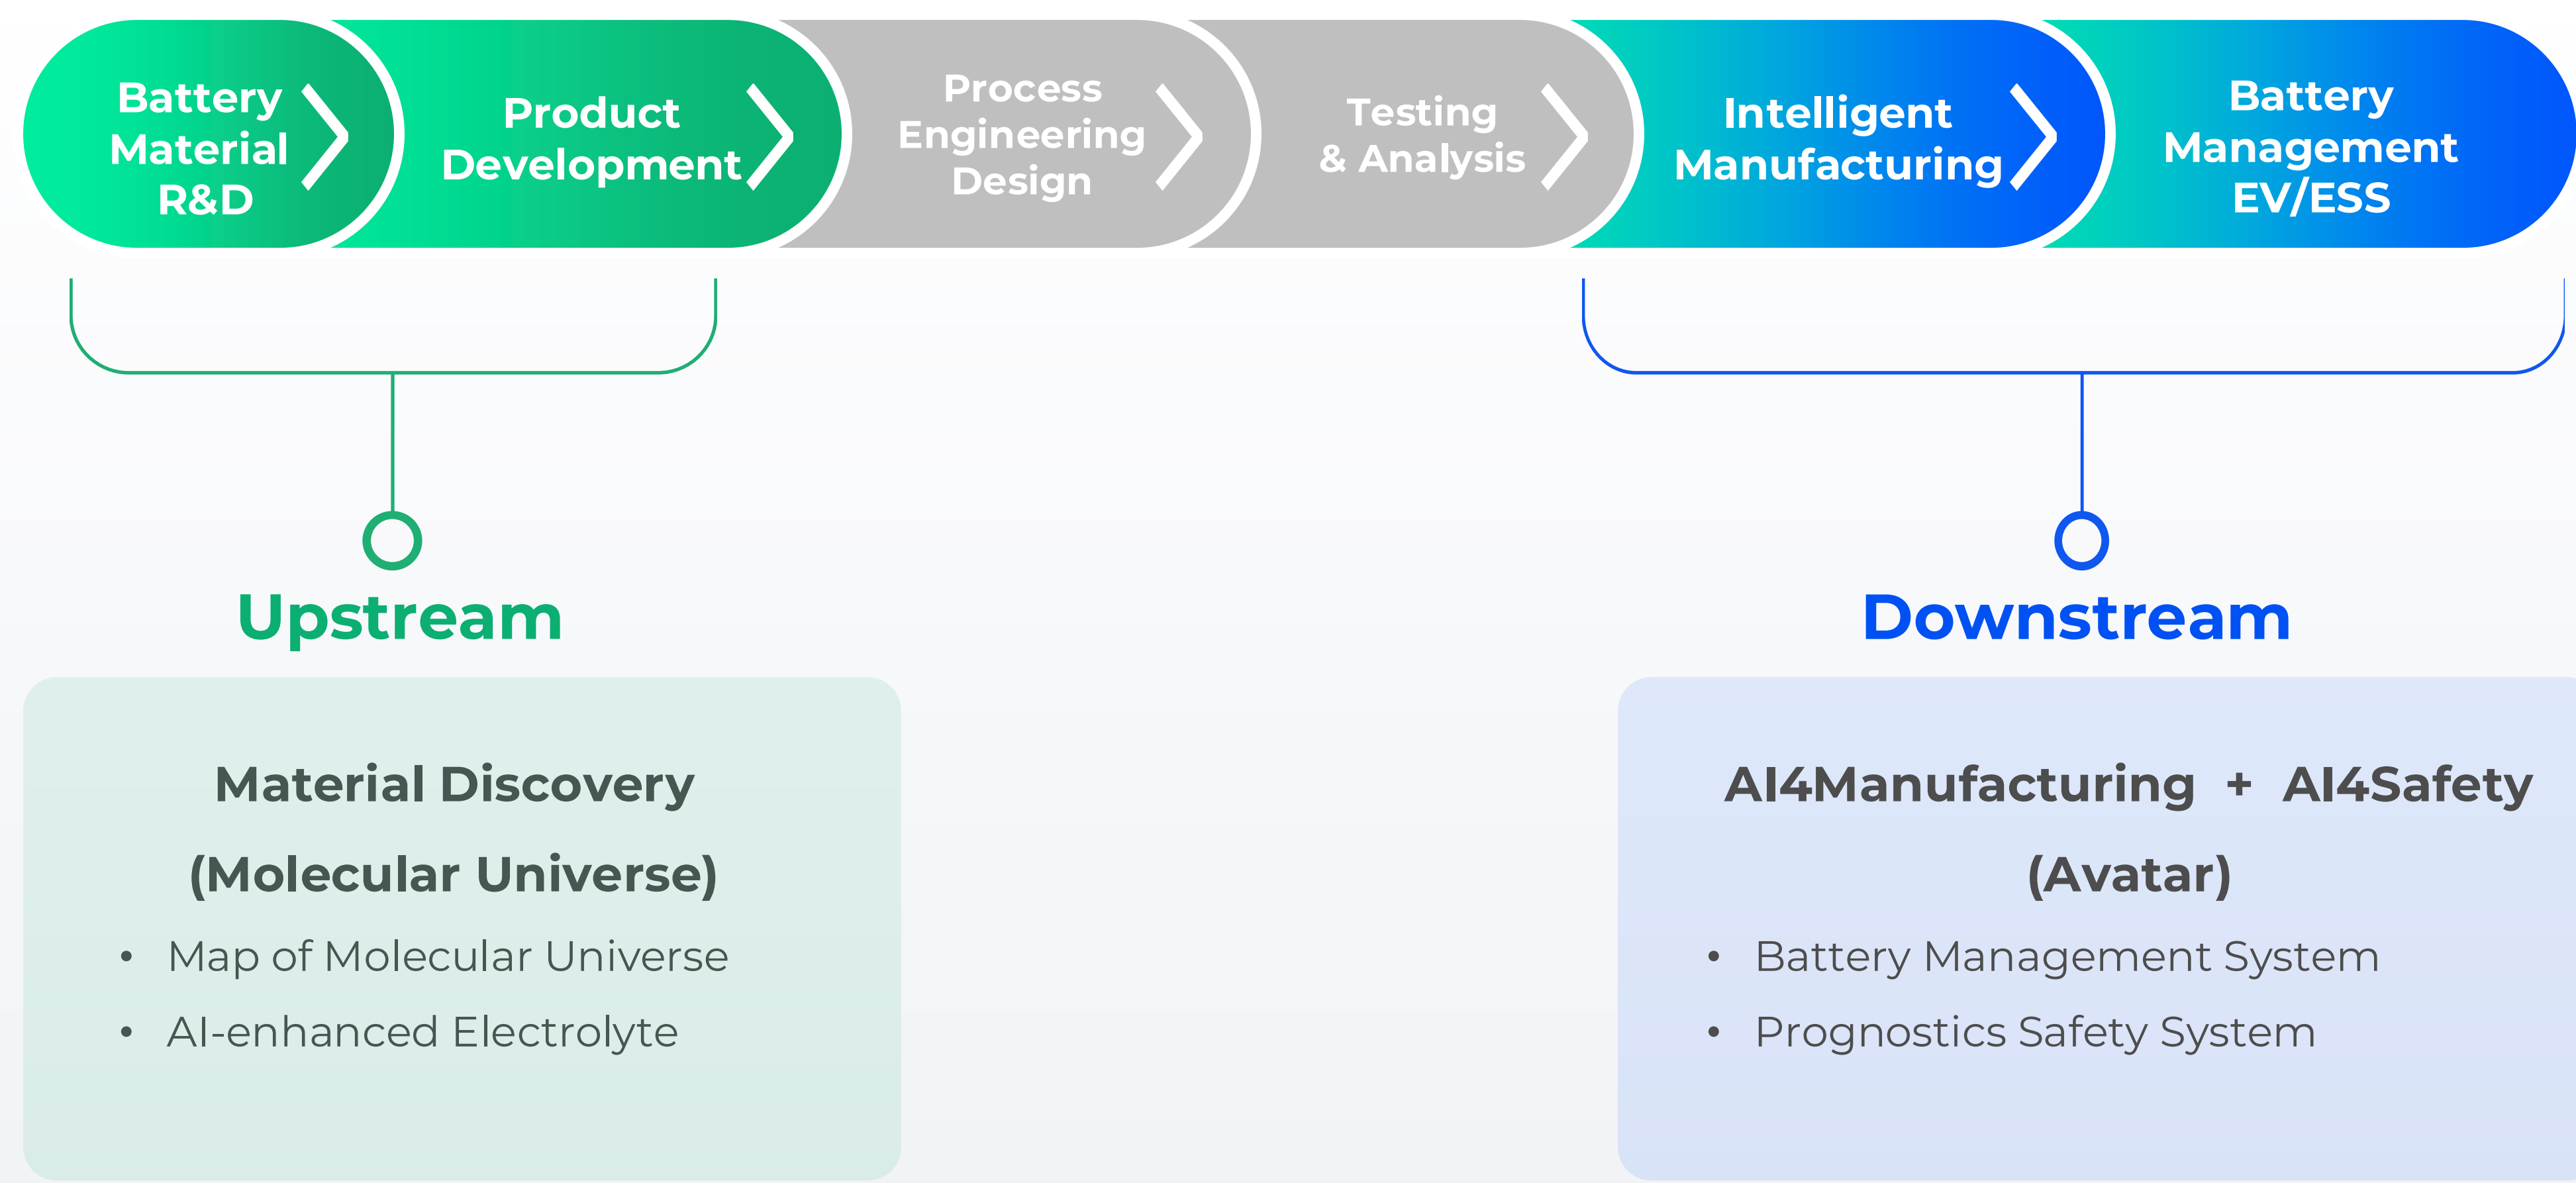 Battery
Material
R&D
Product
Development
Process
Engineering
Design
Testing
& Analysis
Intelligent
Manufacturing
Battery
Management
EV/ESS
Upstream
Material Discovery
(Molecular Universe)
• Map of Molecular Universe
• AI-enhanced Electrolyte
Downstream
AI4Manufacturing + AI4Safety
(Avatar)
• Battery Management System
• Prognostics Safety System